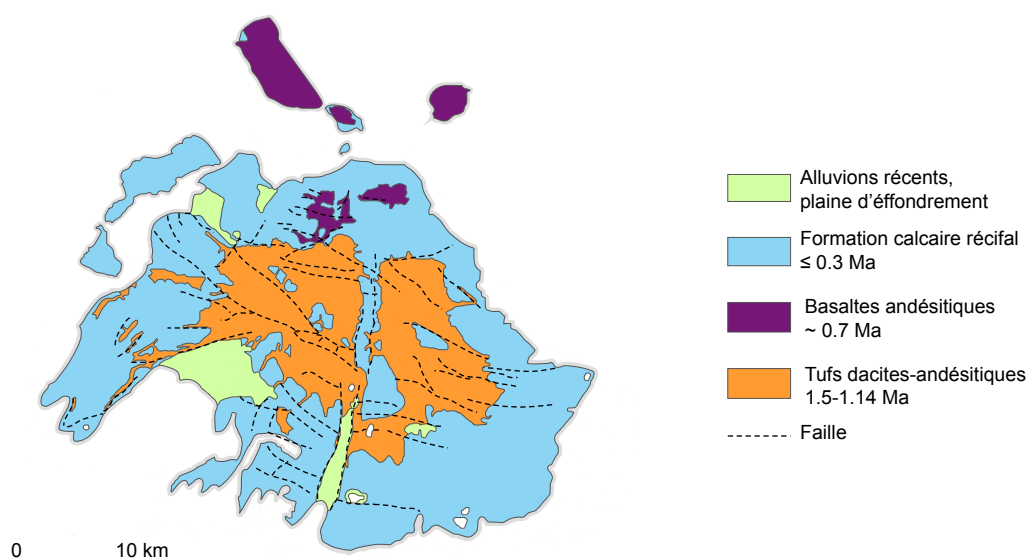 Alluvions récents,
plaine d'éffondrement
Formation calcaire récifal
≤ 0.3 Ma
Basaltes andésitiques
~ 0.7 Ma
Tufs dacites-andésitiques
1.5-1.14 Ma
Faille
0 10 km